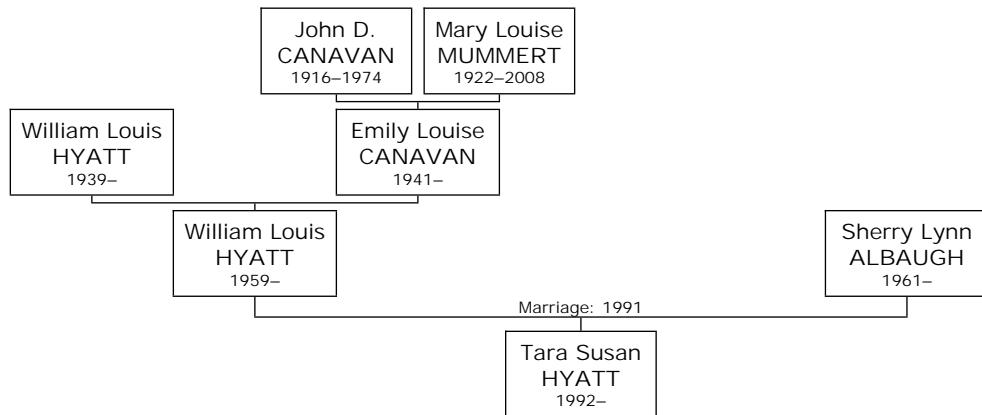 John D.
CANAVAN
1916–1974
Mary Louise
MUMMERT
1922–2008
William Louis
HYATT
1939–
Emily Louise
CANAVAN
1941–
William Louis
HYATT
1959–
Sherry Lynn
ALBAUGH
1961–
Marriage: 1991
Tara Susan
HYATT
1992–